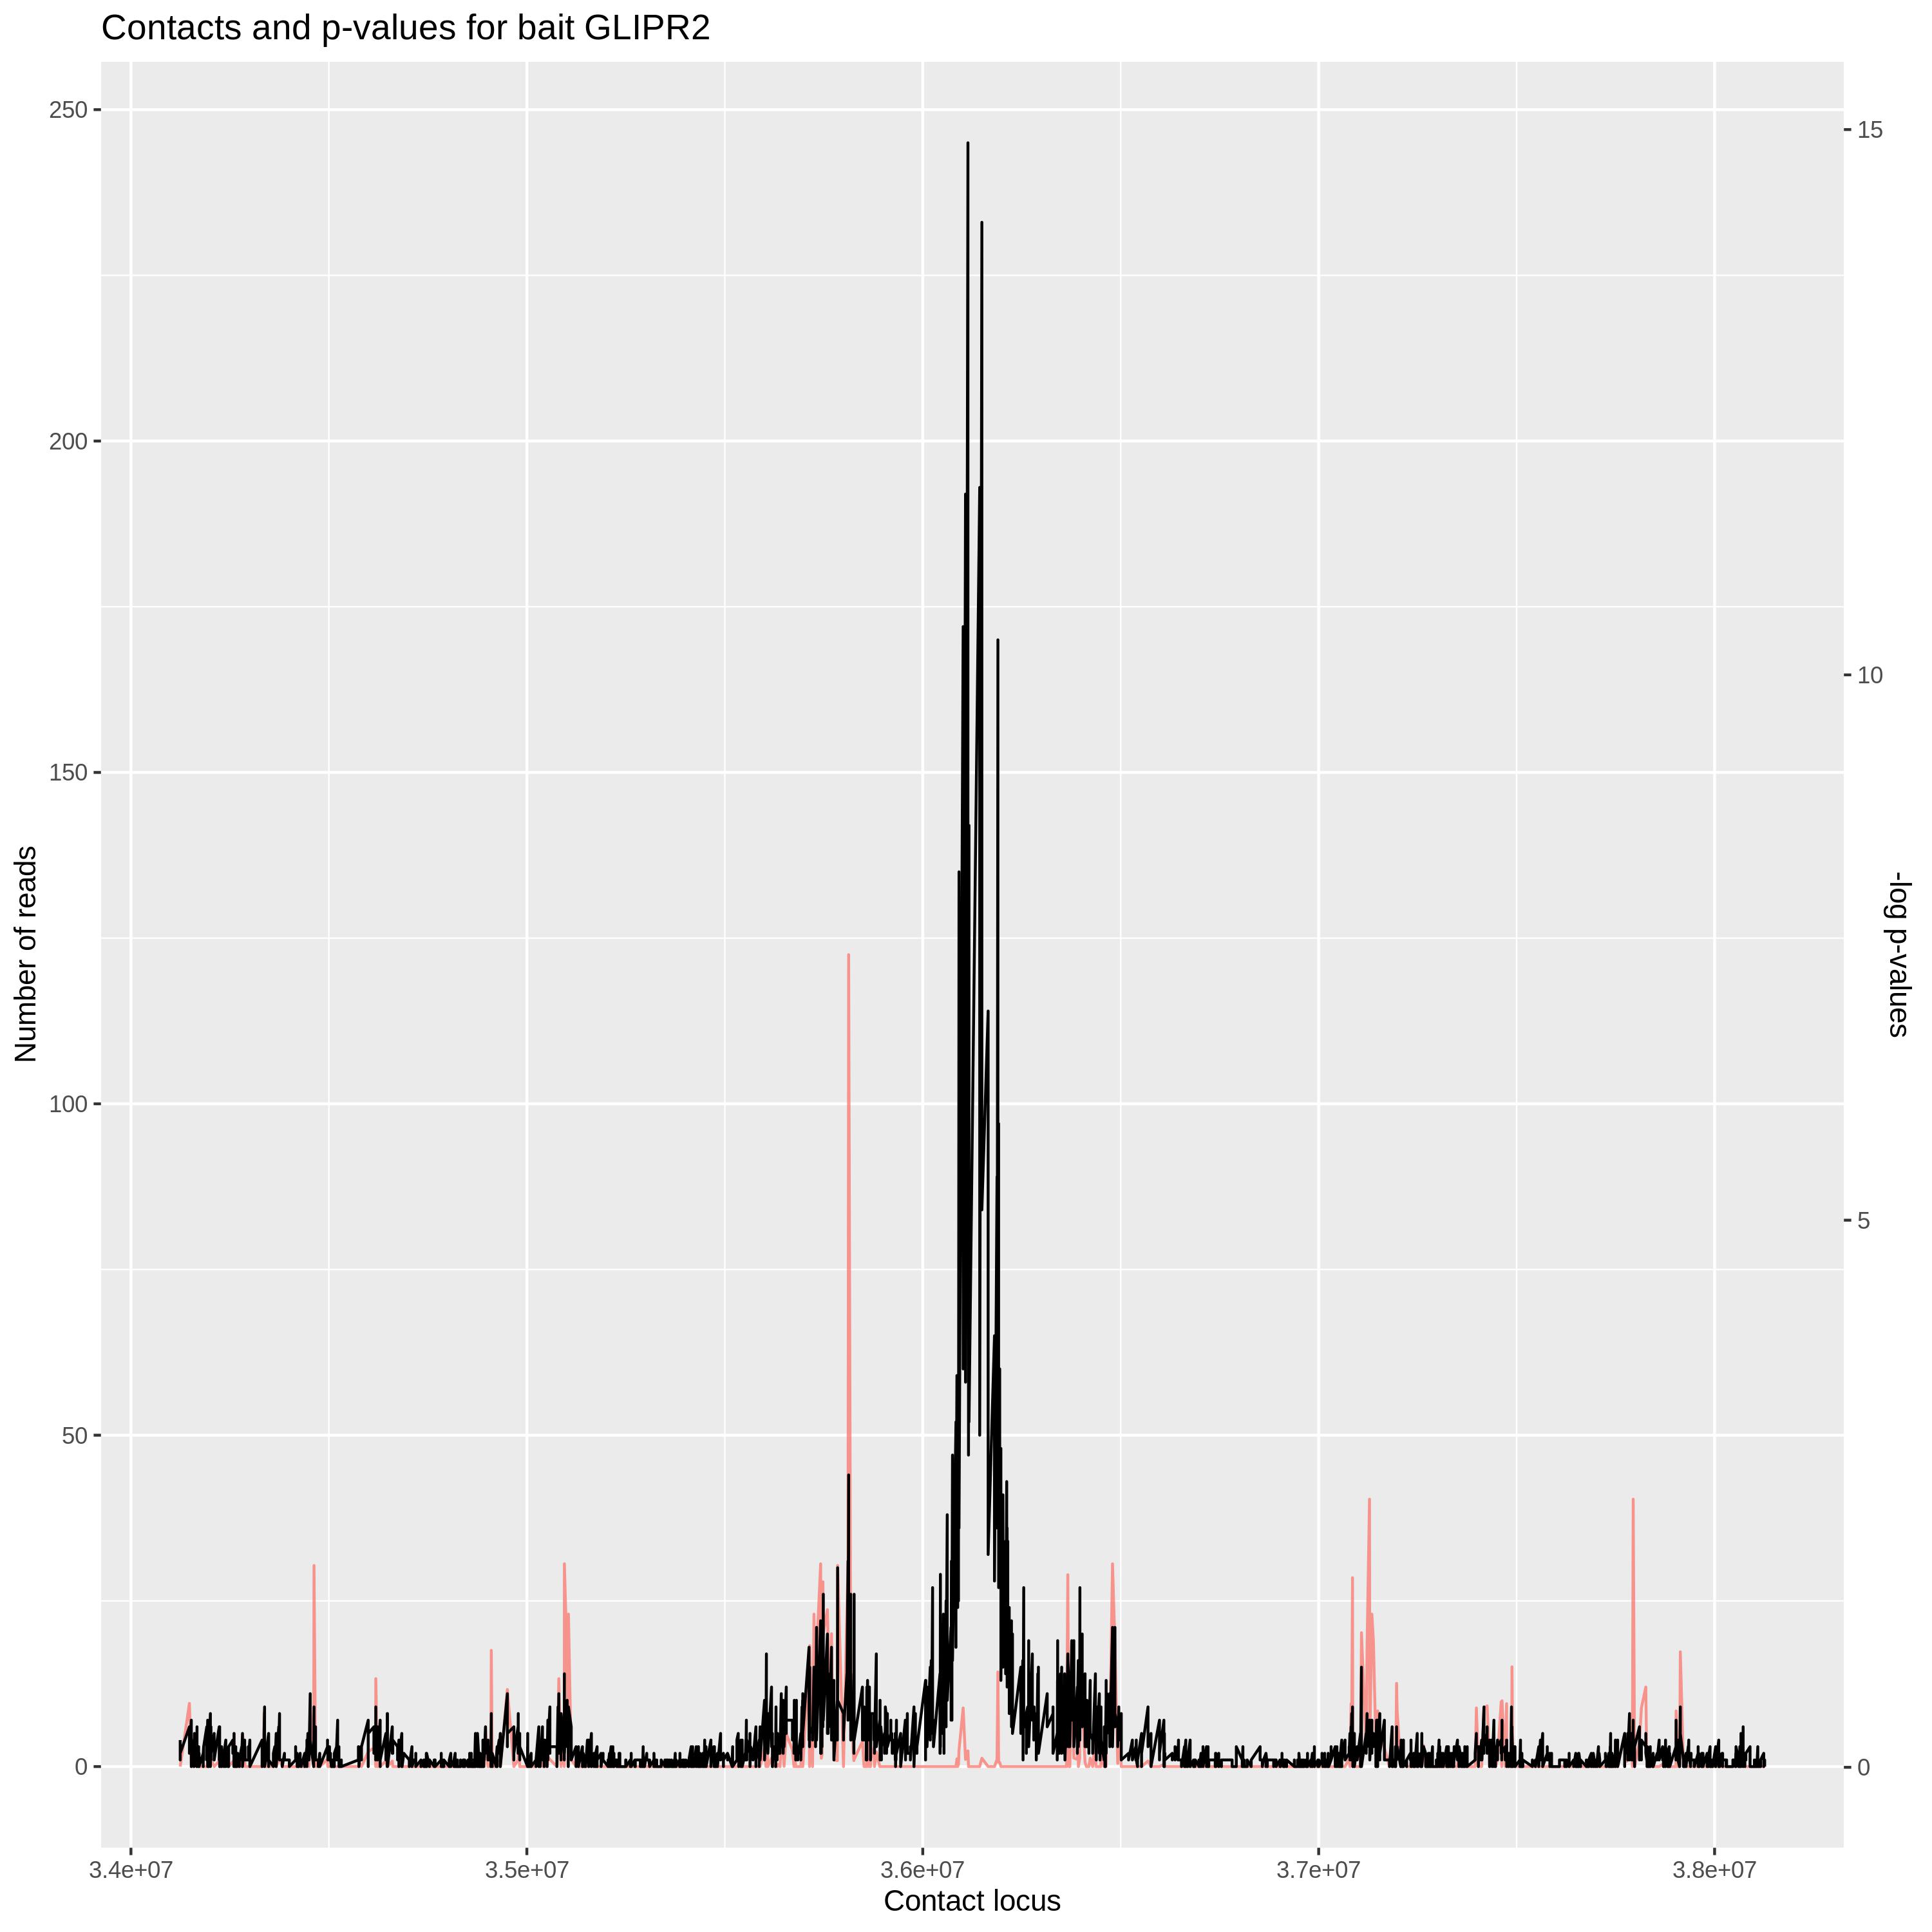 Contacts and p-values for bait GLIPR2
250
200
150
100
50
0
Number of reads
15
10
5
0
-log p-values
3.4e+07 3.5e+07 3.6e+07 3.7e+07 3.8e+07
Contact locus